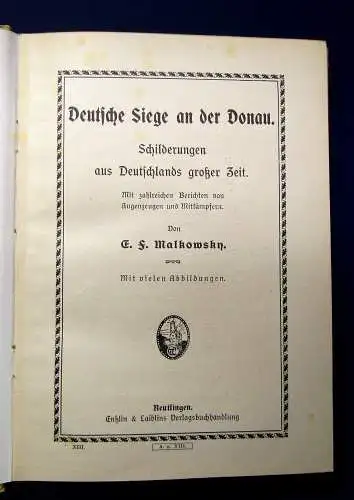 Deutsche Siege an der Donau.
Schilderungen
aus Deutschlands großer Zeit.
Mit zahlreichen Berichten von
Augenzeugen und Mitkämpfern.
Von
E. F. Malkowsky.
Mit vielen Abbildungen.
Reutlingen.
Enßlin & Laiblins Verlagsbuchhandlung
XIII.